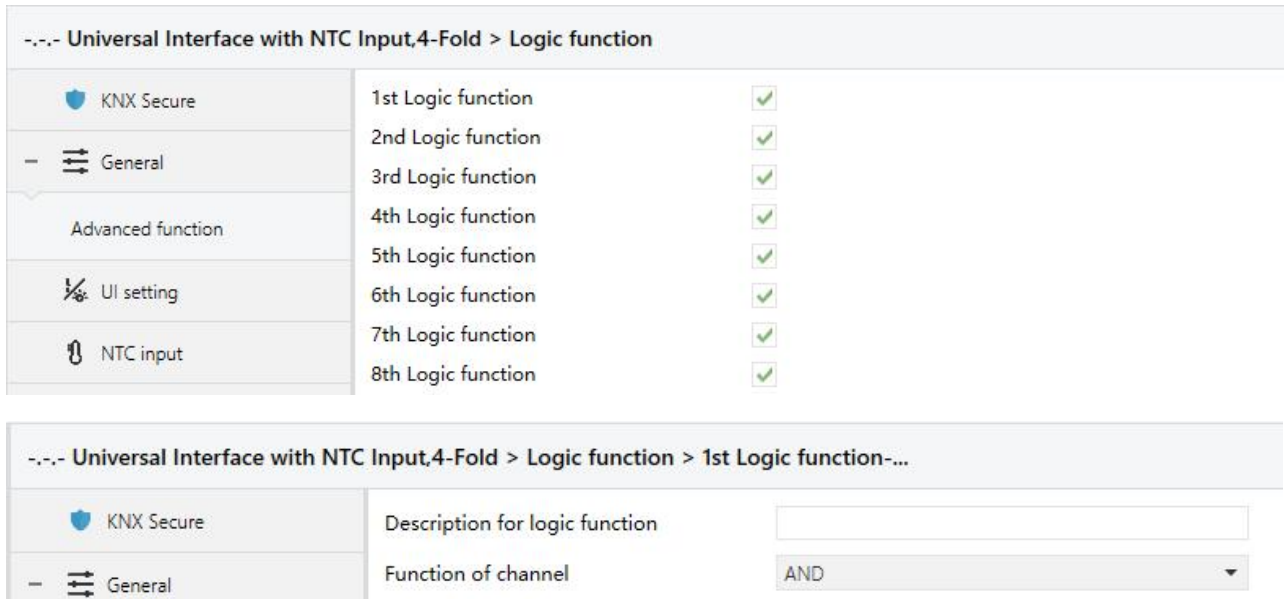 -.-.- Universal Interface with NTC Input,4-Fold > Logic function
KNX Secure
General
Advanced function
UI setting
NTC input
1st Logic function
2nd Logic function
3rd Logic function
4th Logic function
5th Logic function
6th Logic function
7th Logic function
8th Logic function
-.-.- Universal Interface with NTC Input,4-Fold > Logic function > 1st Logic function-...
KNX Secure
General
Description for logic function
Function of channel AND